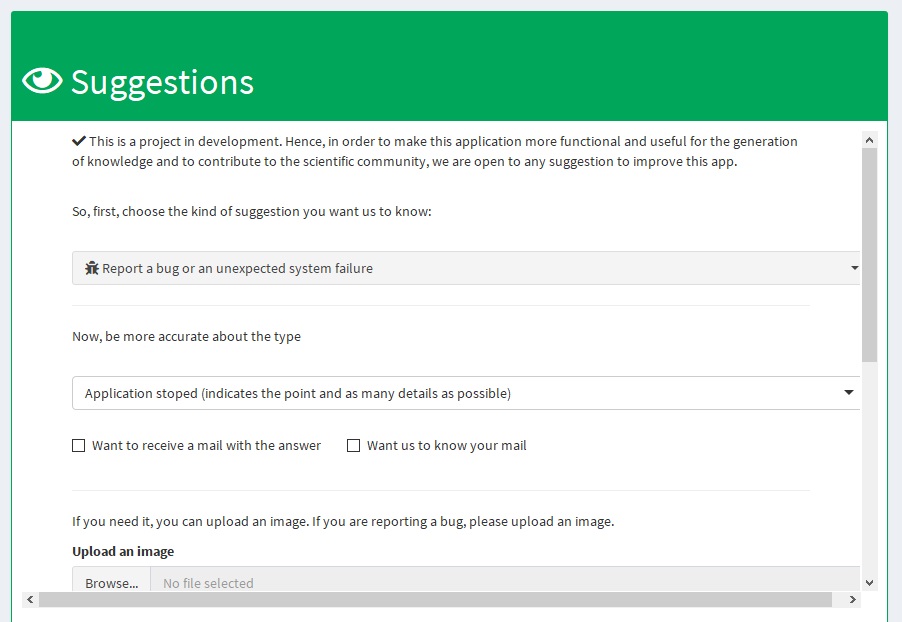 Suggestions
This is a project in development. Hence, in order to make this application more functional and useful for the generation
of knowledge and to contribute to the scientific community, we are open to any suggestion to improve this app.
So, first, choose the kind of suggestion you want us to know:
Report a bug or an unexpected system failure
Now, be more accurate about the type
Application stoped (indicates the point and as many details as possible)
Want to receive a mail with the answer Want us to know your mail
If you need it, you can upload an image. If you are reporting a bug, please upload an image.
Upload an image
Browse... No file selected